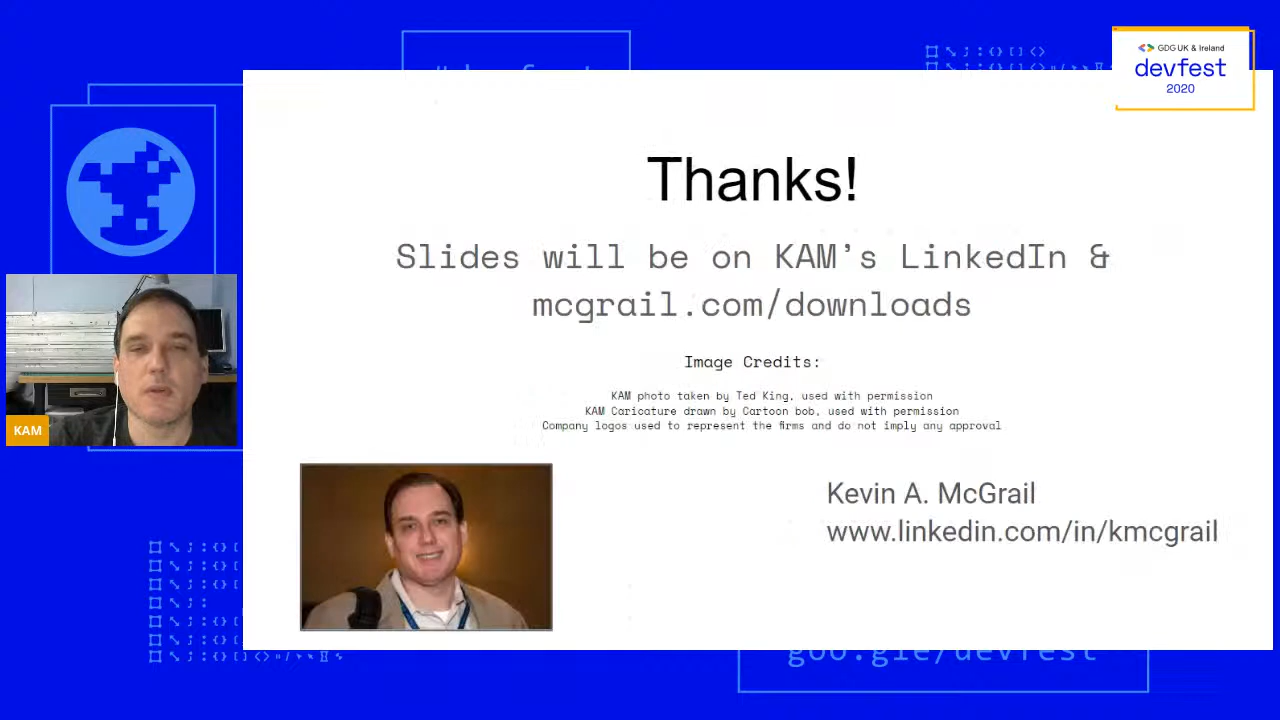 GDG UK & Ireland
devfest
2020
Thanks!
Slides will be on KAM's LinkedIn &
mcgrail.com/downloads
Image Credits:
KAM photo taken by Ted King, used with permission
KAM Caricature drawn by Cartoon bob, used with permission
Company logos used to represent the firms and do not imply any approval
KAM
Kevin A. McGrail
www.linkedin.com/in/kmcgrail
goo.gle/devfest